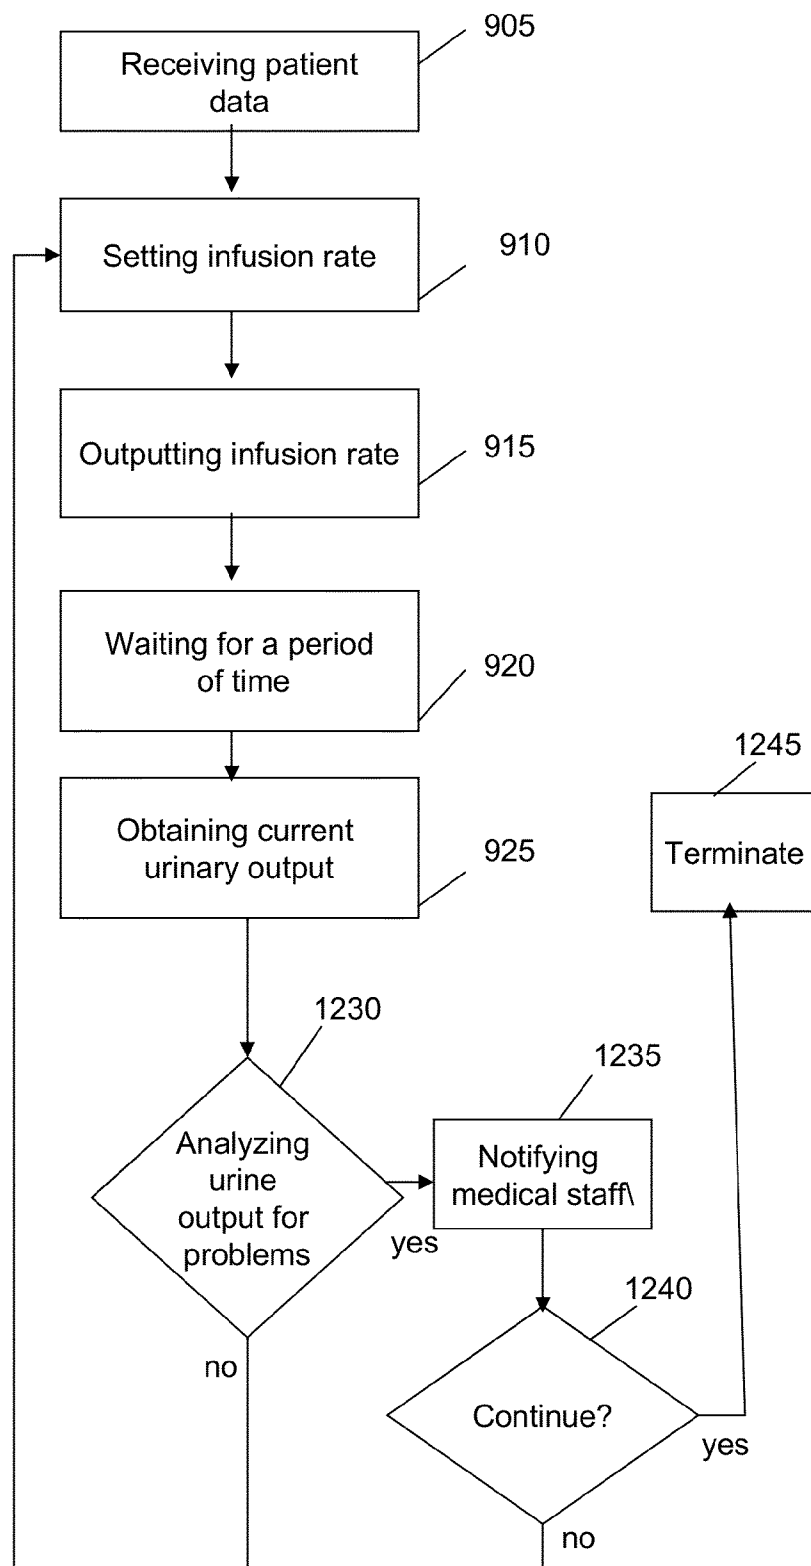 905
Receiving patient
data
910
Setting infusion rate
915
Outputting infusion rate
Waiting for a period
of time
920
1245
Terminate
Obtaining current
urinary output
925
1230
1235
Analyzing
urine
output for
problems
yes
Notifying
medical staff\
1240
no
Continue?
yes
no